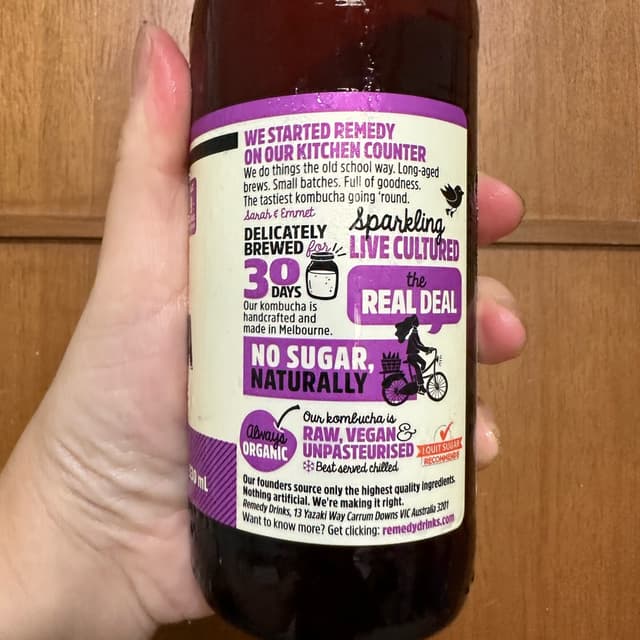 WE STARTED REMEDY
ON OUR KITCHEN COUNTER
We do things the old school way. Long-aged
brews. Small batches. Full of goodness.
The tastiest kombucha going 'round.
Sarah & Emmet
DELICATELY
BREWED for
30
DAYS
Our kombucha is
handcrafted and
made in Melbourne.
Sparkling
LIVE CULTURED
the
REAL DEAL
NO SUGAR,
NATURALLY
Always
ORGANIC
Our kombucha is
RAW, VEGAN &
UNPASTEURISED
Best served chilled
I QUIT SUGAR
RECOMMENDS
Our founders source only the highest quality ingredients.
Nothing artificial. We're making it right.
Remedy Drinks, 13 Yazaki Way Carrum Downs VIC Australia 3201
Want to know more? Get clicking: remedydrinks.com